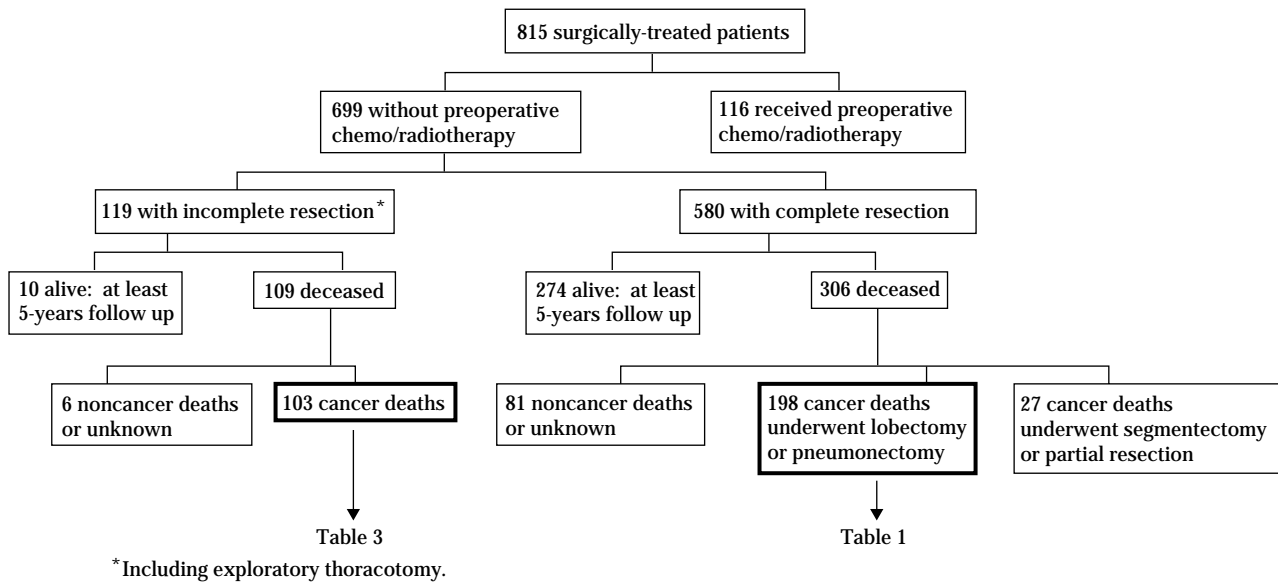 815 surgically-treated patients
699 without preoperative
chemo/radiotherapy
116 received preoperative
chemo/radiotherapy
119 with incomplete resection*
580 with complete resection
10 alive: at least
5-years follow up
109 deceased
274 alive: at least
5-years follow up
306 deceased
6 noncancer deaths
or unknown
103 cancer deaths
81 noncancer deaths
or unknown
198 cancer deaths
underwent lobectomy
or pneumonectomy
27 cancer deaths
underwent segmentectomy
or partial resection
Table 3
Table 1
*Including exploratory thoracotomy.